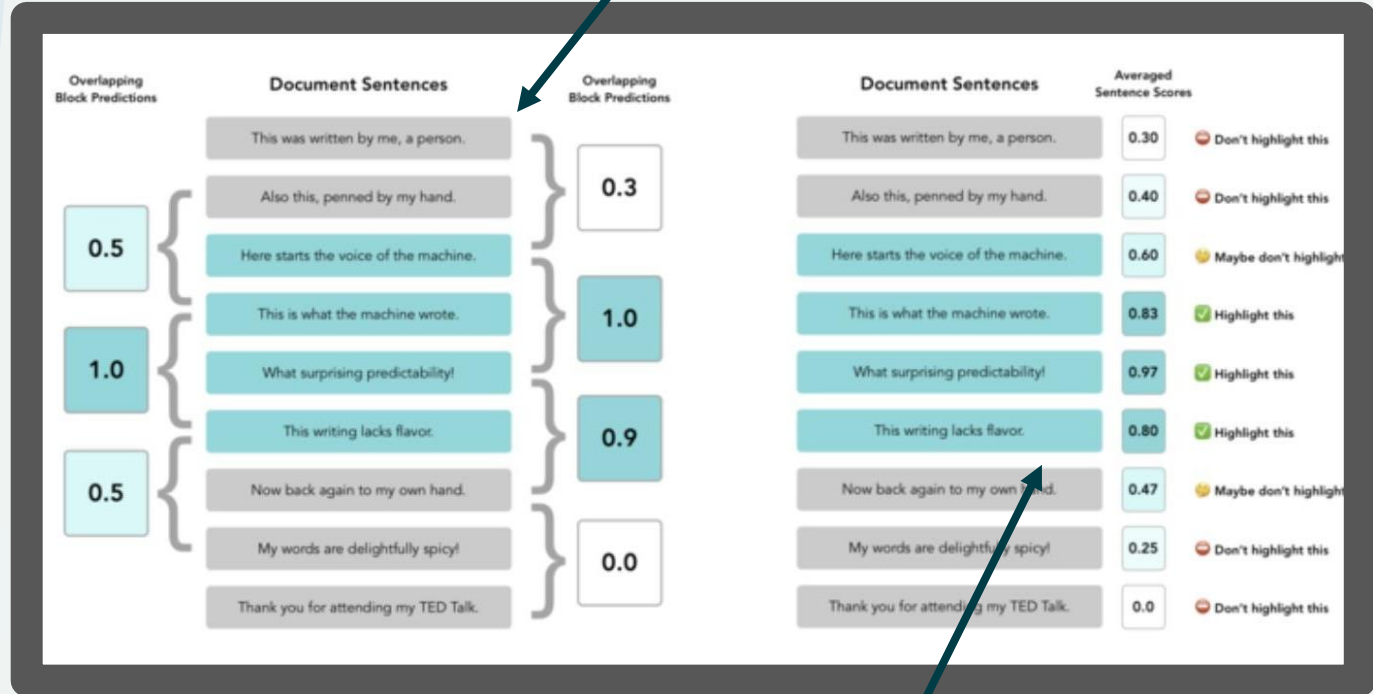 Overlapping
Block Predictions
Document Sentences
Overlapping
Block Predictions
This was written by me, a person.
Also this, penned by my hand.
Here starts the voice of the machine.
This is what the machine wrote.
What surprising predictability!
This writing lacks flavor.
Now back again to my own hand.
My words are delightfully spicy!
Thank you for attending my TED Talk.
0.5
1.0
0.5
0.3
1.0
0.9
0.0
Document Sentences
Averaged
Sentence Scores
This was written by me, a person. 0.30 Don't highlight this
Also this, penned by my hand. 0.40 Don't highlight this
Here starts the voice of the machine. 0.60 Maybe don't highlight
This is what the machine wrote. 0.83 Highlight this
What surprising predictability! 0.97 Highlight this
This writing lacks flavor. 0.80 Highlight this
Now back again to my own hand. 0.47 Maybe don't highlight
My words are delightfully spicy! 0.25 Don't highlight this
Thank you for attending my TED Talk. 0.0 Don't highlight this